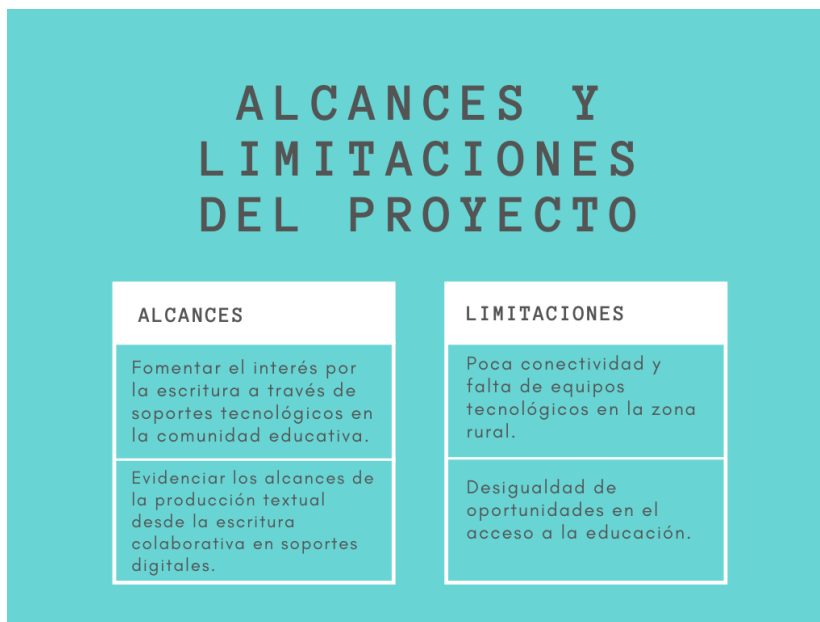 ALCANCES Y
LIMITACIONES
DEL PROYECTO
ALCANCES
Fomentar el interés por
la escritura a través de
soportes tecnológicos en
la comunidad educativa.
Evidenciar los alcances de
la producción textual
desde la escritura
colaborativa en soportes
digitales.
LIMITACIONES
Poca conectividad y
falta de equipos
tecnológicos en la zona
rural.
Desigualdad de
oportunidades en el
acceso a la educación.